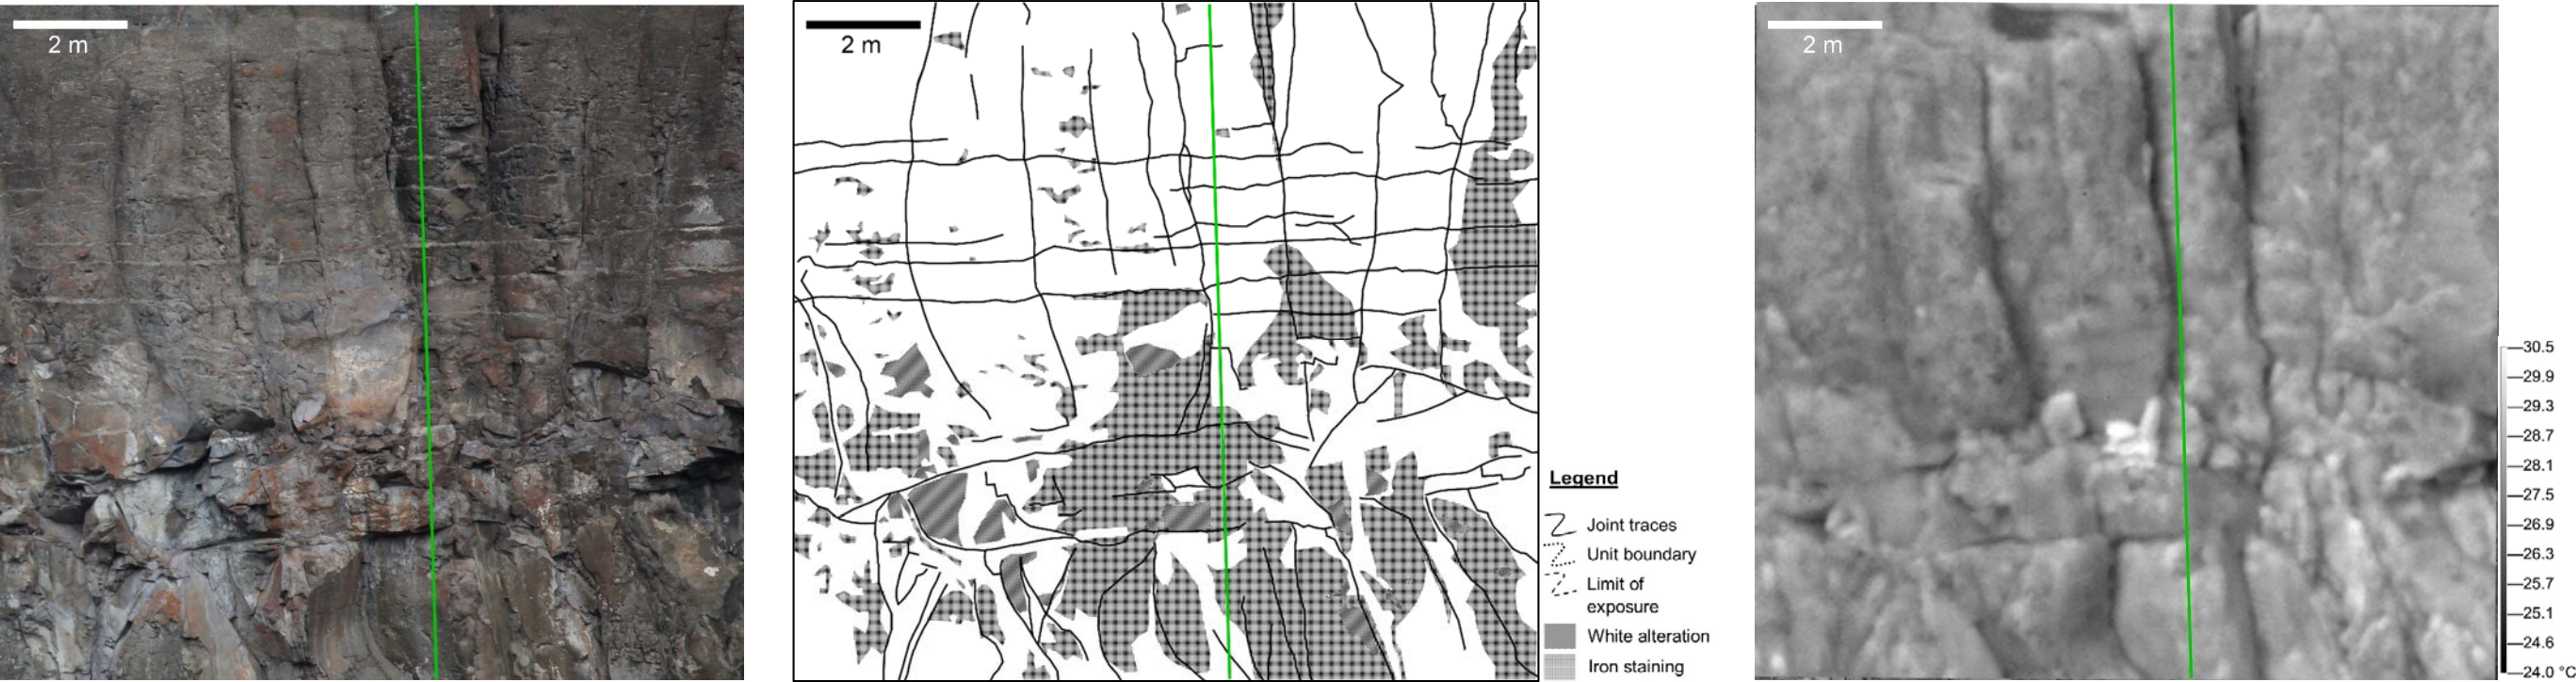 2 m
2 m
2 m
Legend
Joint traces
Unit boundary
Limit of
exposure
White alteration
Iron staining
30.5
29.9
29.3
28.7
28.1
27.5
26.9
26.3
25.7
25.1
24.6
24.0 °C